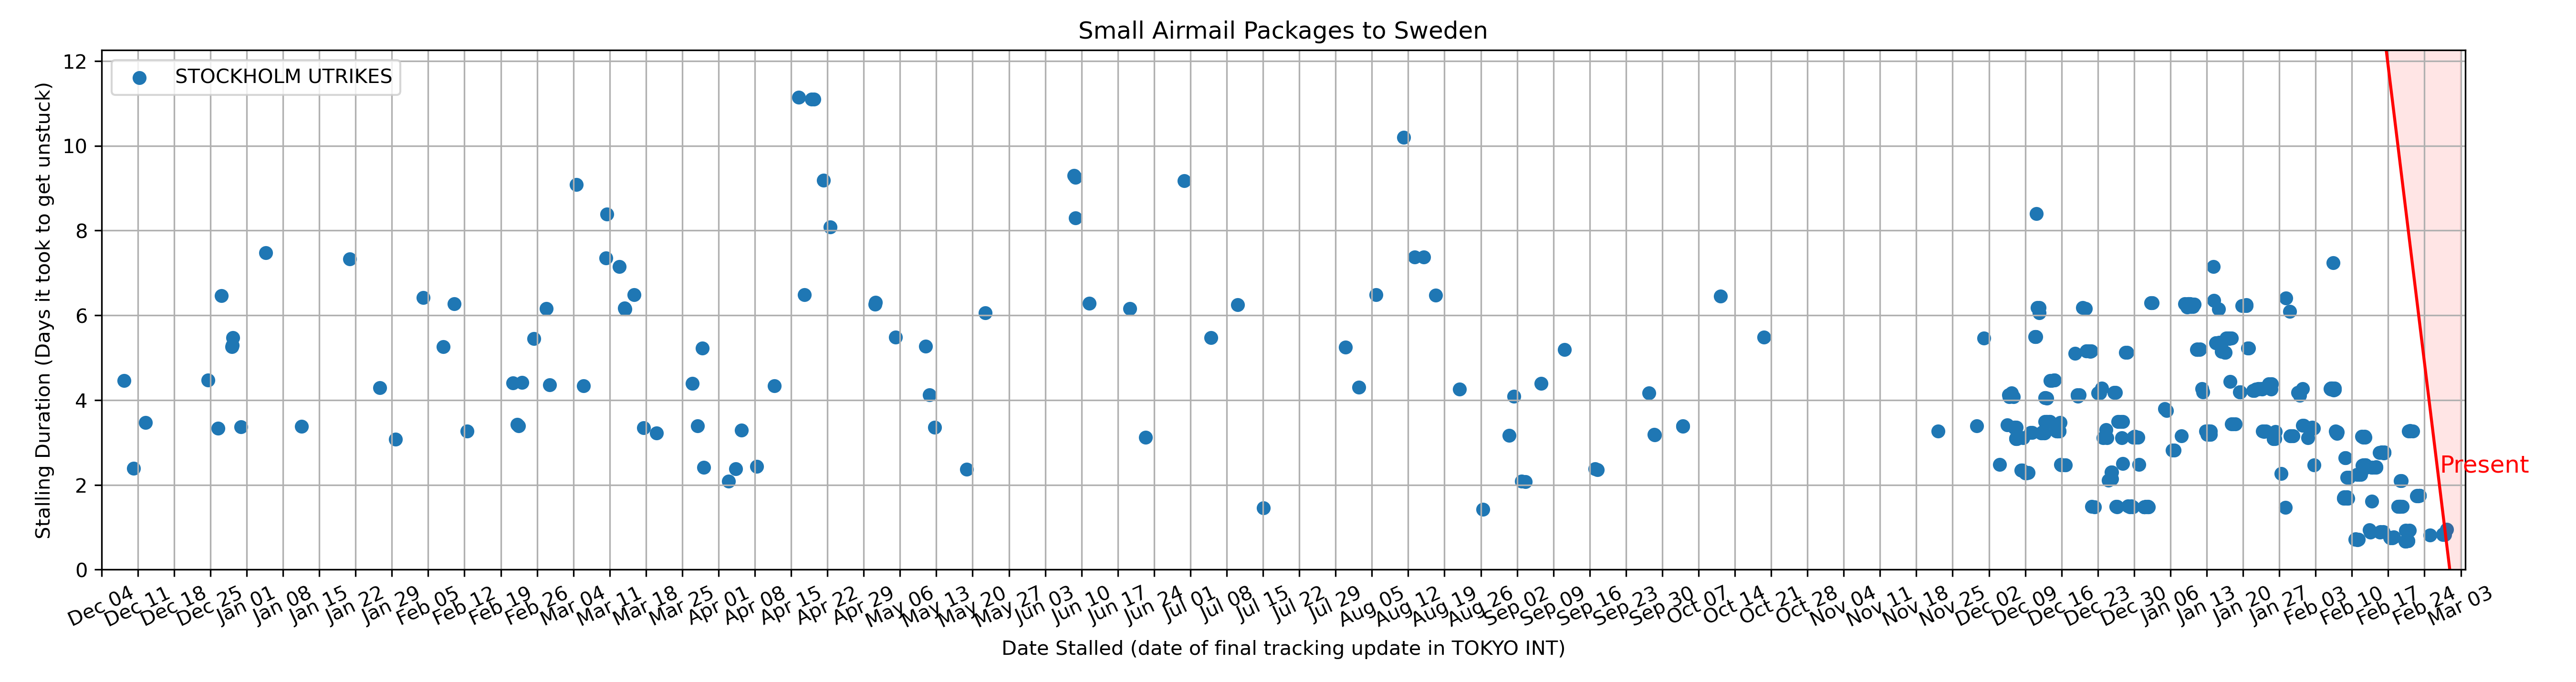 Small Airmail Packages to Sweden
STOCKHOLM UTRIKES
Stalling Duration (Days it took to get unstuck)
12
10
8
6
4
2
0
Present
Dec 04 Dec 11 Dec 18 Dec 25 Jan 01 Jan 08 Jan 15 Jan 22 Jan 29 Feb 05 Feb 12 Feb 19 Feb 26 Mar 04 Mar 11 Mar 18 Mar 25 Apr 01 Apr 08 Apr 15 Apr 22 Apr 29 May 06 May 13 May 20 May 27 Jun 03 Jun 10 Jun 17 Jun 24 Jul 01 Jul 08 Jul 15 Jul 22 Jul 29 Aug 05 Aug 12 Aug 19 Aug 26 Sep 02 Sep 09 Sep 16 Sep 23 Sep 30 Oct 07 Oct 14 Oct 21 Oct 28 Nov 04 Nov 11 Nov 18 Nov 25 Dec 02 Dec 09 Dec 16 Dec 23 Dec 30 Jan 06 Jan 13 Jan 20 Jan 27 Feb 03 Feb 10 Feb 17 Feb 24 Mar 03
Date Stalled (date of final tracking update in TOKYO INT)